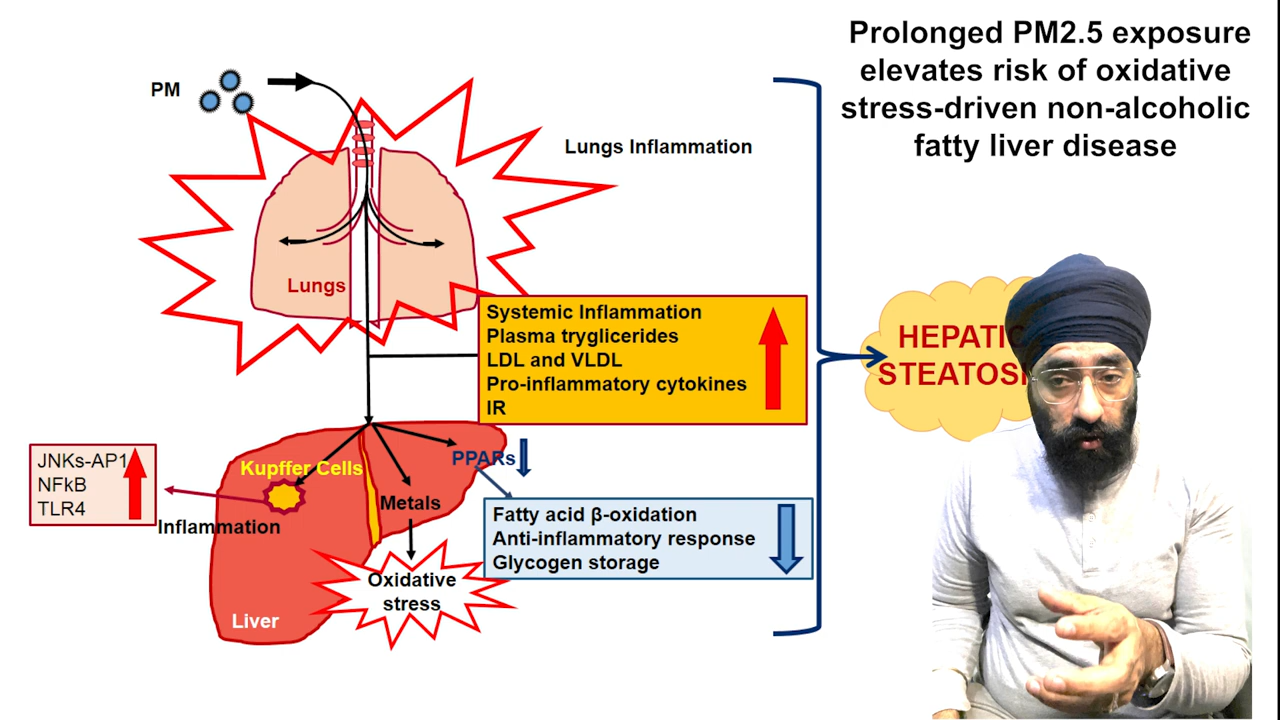 Prolonged PM2.5 exposure
elevates risk of oxidative
stress-driven non-alcoholic
fatty liver disease
PM
Lungs Inflammation
Lungs
Systemic Inflammation
Plasma tryglicerides
LDL and VLDL
Pro-inflammatory cytokines
IR
HEPATIC
JNKs-AP1
NFkB
TLR4
Inflammation
Kupffer Cells
Metals
PPARs
Fatty acid β-oxidation
Anti-inflammatory response
Glycogen storage
Oxidative
stress
Liver